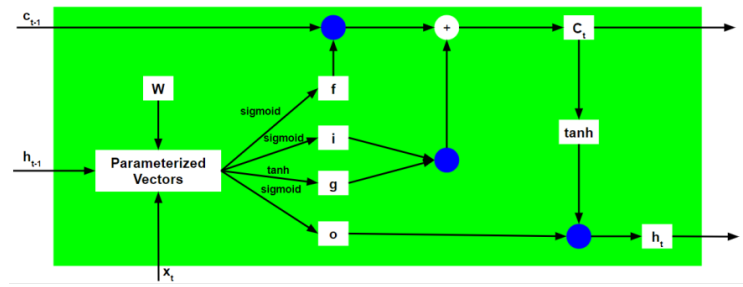 c t-1
+
C t
W
f
sigmoid
sigmoid
i
tanh
h t-1
Parameterized
Vectors
tanh
g
sigmoid
o
h t
x t